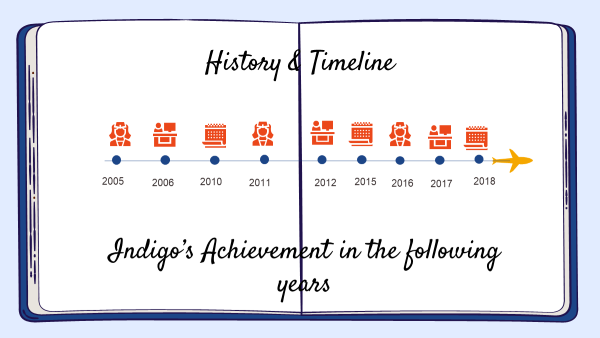 History & Timeline
2005 2006 2010 2011 2012 2015 2016 2017 2018
Indigo's Achievement in the following
years